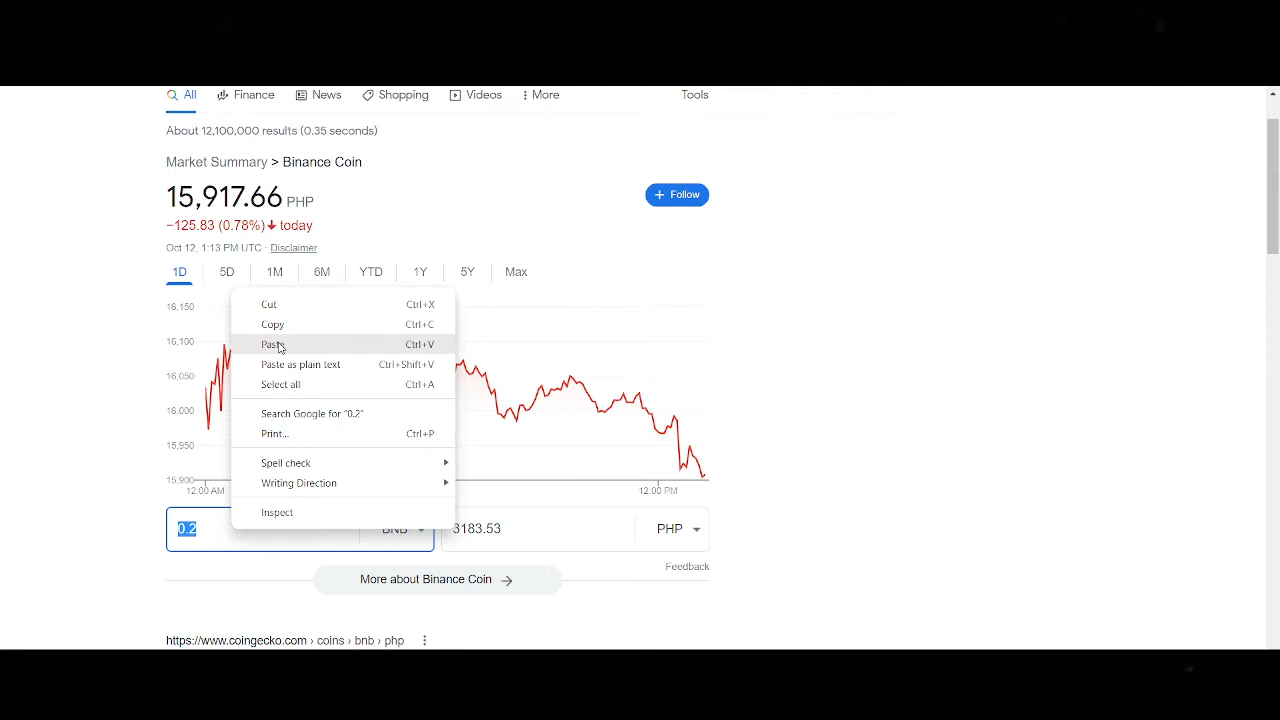 All Finance News Shopping Videos More Tools
About 12,100,000 results (0.35 seconds)
Market Summary > Binance Coin
15,917.66 PHP
+ Follow
−125.83 (0.78%) today
Oct 12, 1:13 PM UTC · Disclaimer
1D 5D 1M 6M YTD 1Y 5Y Max
16,150
16,100
16,050
16,000
15,950
15,900
12:00 AM 12:00 PM
Cut Ctrl+X
Copy Ctrl+C
Paste Ctrl+V
Paste as plain text Ctrl+Shift+V
Select all Ctrl+A
Search Google for “0.2”
Print... Ctrl+P
Spell check
Writing Direction
Inspect
0.2 BNB 3183.53 PHP
Feedback
More about Binance Coin
https://www.coingecko.com › coins › bnb › php